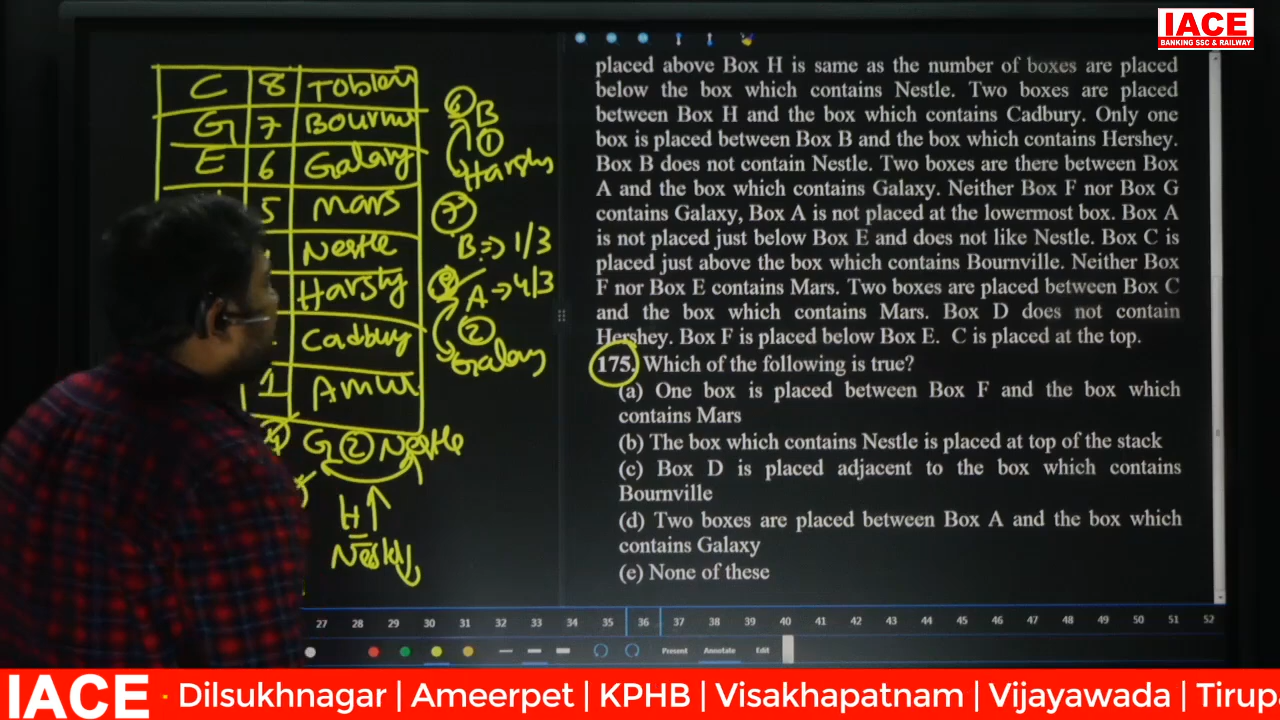 IACE
BANKING SSC & RAILWAY
placed above Box H is same as the number of boxes are placed
below the box which contains Nestle. Two boxes are placed
between Box H and the box which contains Cadbury. Only one
box is placed between Box B and the box which contains Hershey.
Box B does not contain Nestle. Two boxes are there between Box
A and the box which contains Galaxy. Neither Box F nor Box G
contains Galaxy, Box A is not placed at the lowermost box. Box A
is not placed just below Box E and does not like Nestle. Box C is
placed just above the box which contains Bournville. Neither Box
F nor Box E contains Mars. Two boxes are placed between Box C
and the box which contains Mars. Box D does not contain
Hershey. Box F is placed below Box E. C is placed at the top.
175. Which of the following is true?
(a) One box is placed between Box F and the box which
contains Mars
(b) The box which contains Nestle is placed at top of the stack
(c) Box D is placed adjacent to the box which contains
Bournville
(d) Two boxes are placed between Box A and the box which
contains Galaxy
(e) None of these
C 8
G 7
E 6 Galaxy
5 Mars
Nestle
Harshy
Cadbury
1 Amul
6 B
1
Harshy
7
B => 1/3
A → 4/3
2
Galaxy
G 2 Nestle
H
27 28 29 30 31 32 33 34 35 36 37 38 39 40 41 42 43 44 45 46 47 48 49 50 51 52
Present Annotate Edit
IACE · Dilsukhnagar | Ameerpet | KPHB | Visakhapatnam | Vijayawada | Tirup